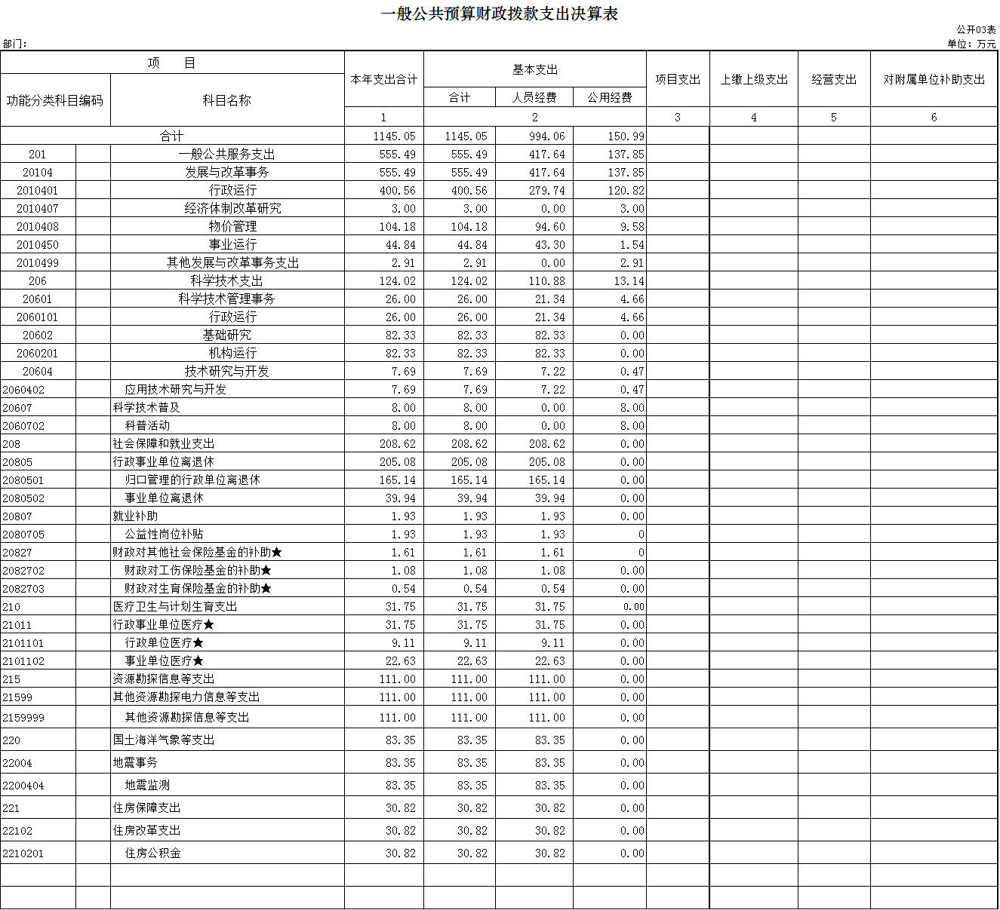 一般公共预算财政拨款支出决算表
公开03表
部门： 单位：万元
项 目 本年支出合计 基本支出 项目支出 上缴上级支出 经营支出 对附属单位补助支出
功能分类科目编码 科目名称 合计 人员经费 公用经费
1 2 3 4 5 6
合计 1145.05 1145.05 994.06 150.99
201 一般公共服务支出 555.49 555.49 417.64 137.85
20104 发展与改革事务 555.49 555.49 417.64 137.85
2010401 行政运行 400.56 400.56 279.74 120.82
2010407 经济体制改革研究 3.00 3.00 0.00 3.00
2010408 物价管理 104.18 104.18 94.60 9.58
2010450 事业运行 44.84 44.84 43.30 1.54
2010499 其他发展与改革事务支出 2.91 2.91 0.00 2.91
206 科学技术支出 124.02 124.02 110.88 13.14
20601 科学技术管理事务 26.00 26.00 21.34 4.66
2060101 行政运行 26.00 26.00 21.34 4.66
20602 基础研究 82.33 82.33 82.33 0.00
2060201 机构运行 82.33 82.33 82.33 0.00
20604 技术研究与开发 7.69 7.69 7.22 0.47
2060402 应用技术研究与开发 7.69 7.69 7.22 0.47
20607 科学技术普及 8.00 8.00 0.00 8.00
2060702 科普活动 8.00 8.00 0.00 8.00
208 社会保障和就业支出 208.62 208.62 208.62 0.00
20805 行政事业单位离退休 205.08 205.08 205.08 0.00
2080501 归口管理的行政单位离退休 165.14 165.14 165.14 0.00
2080502 事业单位离退休 39.94 39.94 39.94 0.00
20807 就业补助 1.93 1.93 1.93 0.00
2080705 公益性岗位补贴 1.93 1.93 1.93 0
20827 财政对其他社会保险基金的补助★ 1.61 1.61 1.61 0
2082702 财政对工伤保险基金的补助★ 1.08 1.08 1.08 0.00
2082703 财政对生育保险基金的补助★ 0.54 0.54 0.54 0.00
210 医疗卫生与计划生育支出 31.75 31.75 31.75 0.00
21011 行政事业单位医疗★ 31.75 31.75 31.75 0.00
2101101 行政单位医疗★ 9.11 9.11 9.11 0.00
2101102 事业单位医疗★ 22.63 22.63 22.63 0.00
215 资源勘探信息等支出 111.00 111.00 111.00 0.00
21599 其他资源勘探电力信息等支出 111.00 111.00 111.00 0.00
2159999 其他资源勘探信息等支出 111.00 111.00 111.00 0.00
220 国土海洋气象等支出 83.35 83.35 83.35 0.00
22004 地震事务 83.35 83.35 83.35 0.00
2200404 地震监测 83.35 83.35 83.35 0.00
221 住房保障支出 30.82 30.82 30.82 0.00
22102 住房改革支出 30.82 30.82 30.82 0.00
2210201 住房公积金 30.82 30.82 30.82 0.00